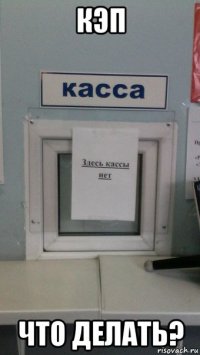 КЭП
касса
Здесь кассы
нет
ЧТО ДЕЛАТЬ?
risovach.ru